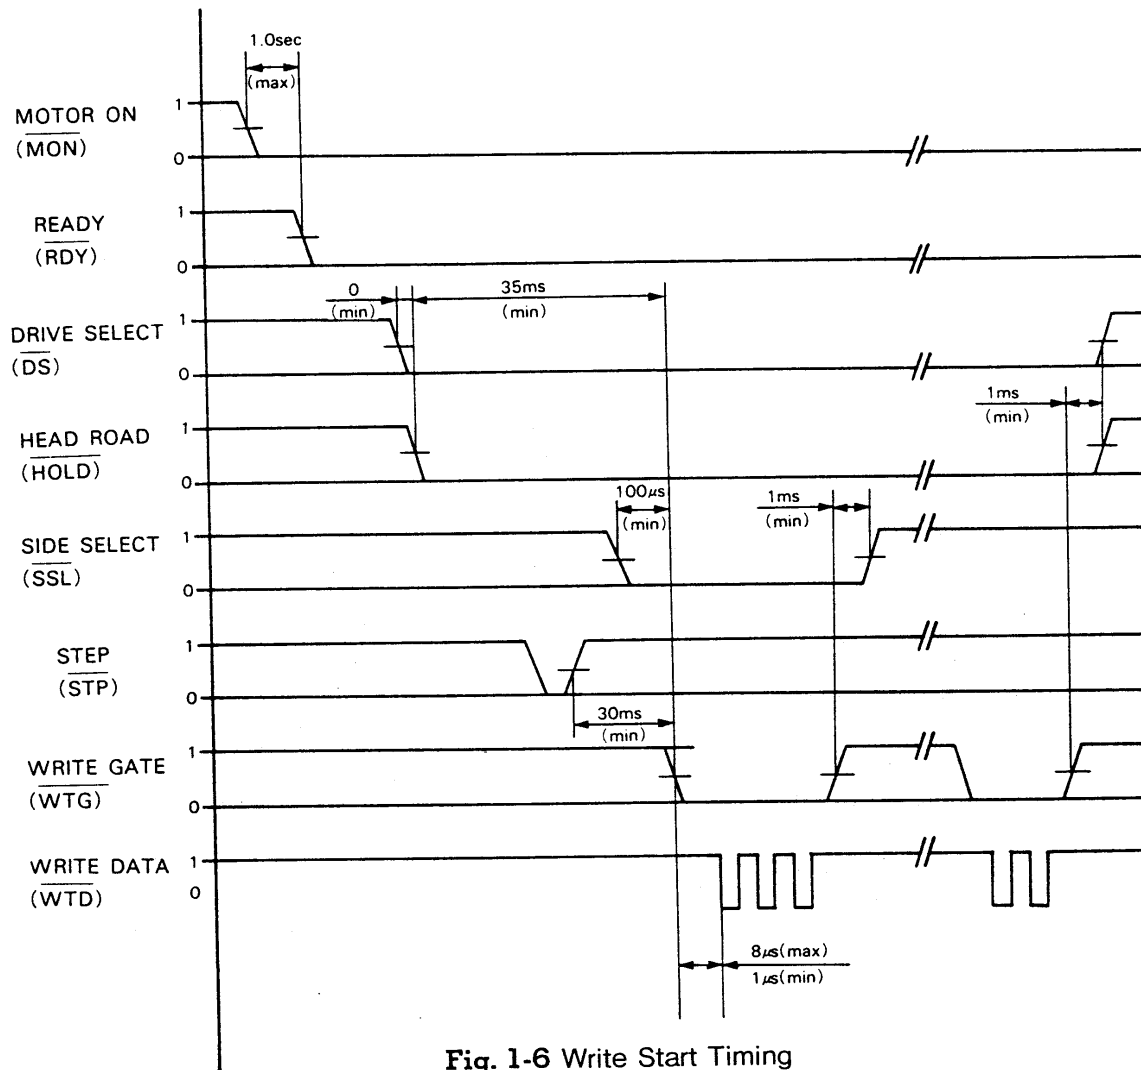 1.0sec
(max)
MOTOR ON
(MON)
1
0
READY
(RDY)
1
0
0
(min)
35ms
(min)
DRIVE SELECT
(DS)
1
0
1ms
(min)
HEAD ROAD
(HOLD)
1
0
100μs
(min)
1ms
(min)
SIDE SELECT
(SSL)
1
0
STEP
(STP)
1
0
30ms
(min)
WRITE GATE
(WTG)
1
0
WRITE DATA
(WTD)
1
0
8μs(max)
1μs(min)
Fig. 1-6 Write Start Timing